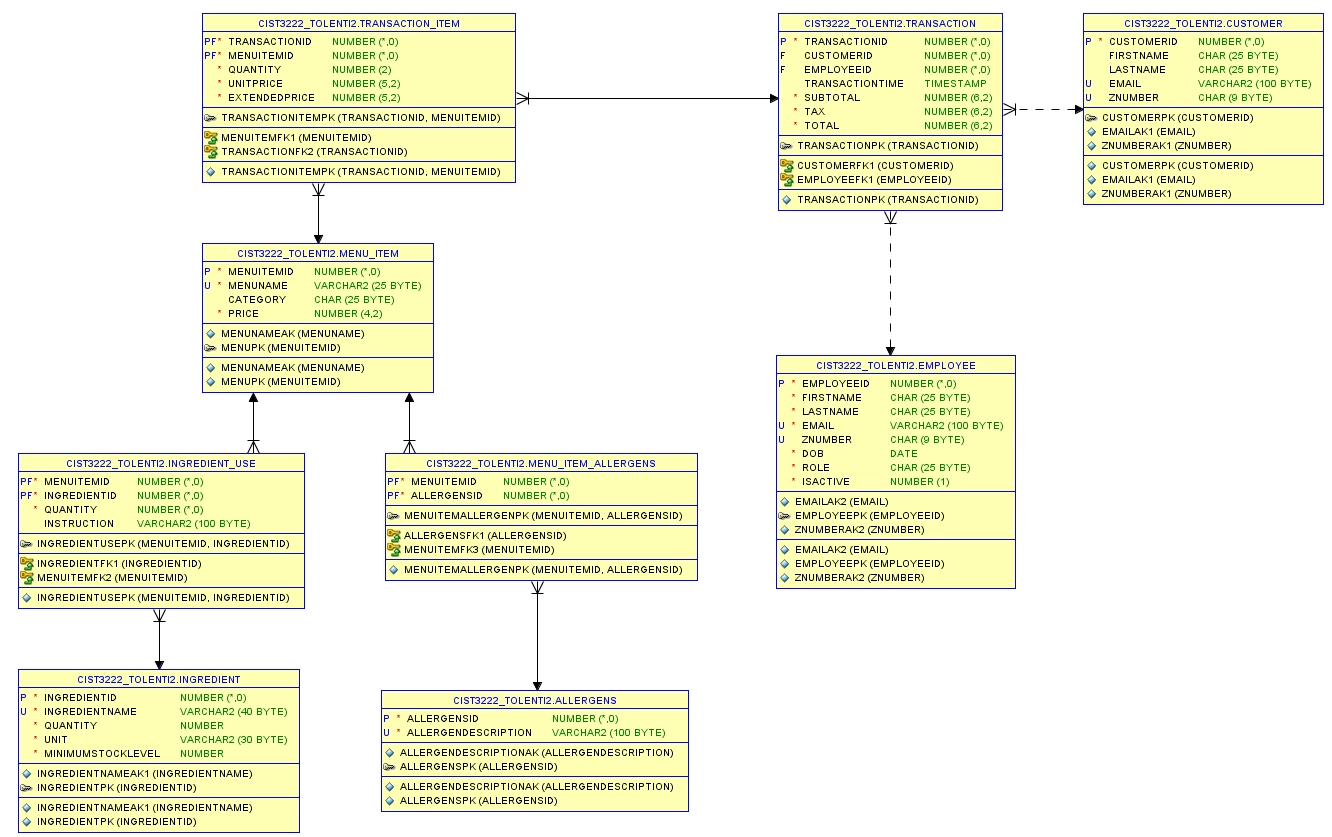 CIST3222_TOLENTI2.TRANSACTION_ITEM
PF* TRANSACTIONID NUMBER (*,0)
PF* MENUITEMID NUMBER (*,0)
* QUANTITY NUMBER (2)
* UNITPRICE NUMBER (5,2)
* EXTENDEDPRICE NUMBER (5,2)
TRANSACTIONITEMPK (TRANSACTIONID, MENUITEMID)
MENUITEMFK1 (MENUITEMID)
TRANSACTIONFK2 (TRANSACTIONID)
TRANSACTIONITEMPK (TRANSACTIONID, MENUITEMID)
CIST3222_TOLENTI2.TRANSACTION
P * TRANSACTIONID NUMBER (*,0)
F CUSTOMERID NUMBER (*,0)
F EMPLOYEEID NUMBER (*,0)
TRANSACTIONTIME TIMESTAMP
* SUBTOTAL NUMBER (6,2)
* TAX NUMBER (6,2)
* TOTAL NUMBER (6,2)
TRANSACTIONPK (TRANSACTIONID)
CUSTOMERFK1 (CUSTOMERID)
EMPLOYEEFK1 (EMPLOYEEID)
TRANSACTIONPK (TRANSACTIONID)
CIST3222_TOLENTI2.CUSTOMER
P * CUSTOMERID NUMBER (*,0)
FIRSTNAME CHAR (25 BYTE)
LASTNAME CHAR (25 BYTE)
U EMAIL VARCHAR2 (100 BYTE)
U ZNUMBER CHAR (9 BYTE)
CUSTOMERPK (CUSTOMERID)
EMAILAK1 (EMAIL)
ZNUMBERAK1 (ZNUMBER)
CUSTOMERPK (CUSTOMERID)
EMAILAK1 (EMAIL)
ZNUMBERAK1 (ZNUMBER)
CIST3222_TOLENTI2.MENU_ITEM
P * MENUITEMID NUMBER (*,0)
U * MENUNAME VARCHAR2 (25 BYTE)
CATEGORY CHAR (25 BYTE)
* PRICE NUMBER (4,2)
MENUNAMEAK (MENUNAME)
MENUPK (MENUITEMID)
MENUNAMEAK (MENUNAME)
MENUPK (MENUITEMID)
CIST3222_TOLENTI2.EMPLOYEE
P * EMPLOYEEID NUMBER (*,0)
* FIRSTNAME CHAR (25 BYTE)
* LASTNAME CHAR (25 BYTE)
U * EMAIL VARCHAR2 (100 BYTE)
U ZNUMBER CHAR (9 BYTE)
* DOB DATE
* ROLE CHAR (25 BYTE)
* ISACTIVE NUMBER (1)
EMAILAK2 (EMAIL)
EMPLOYEEPK (EMPLOYEEID)
ZNUMBERAK2 (ZNUMBER)
EMAILAK2 (EMAIL)
EMPLOYEEPK (EMPLOYEEID)
ZNUMBERAK2 (ZNUMBER)
CIST3222_TOLENTI2.INGREDIENT_USE
PF* MENUITEMID NUMBER (*,0)
PF* INGREDIENTID NUMBER (*,0)
* QUANTITY NUMBER (*,0)
INSTRUCTION VARCHAR2 (100 BYTE)
INGREDIENTUSEPK (MENUITEMID, INGREDIENTID)
INGREDIENTFK1 (INGREDIENTID)
MENUITEMFK2 (MENUITEMID)
INGREDIENTUSEPK (MENUITEMID, INGREDIENTID)
CIST3222_TOLENTI2.MENU_ITEM_ALLERGENS
PF* MENUITEMID NUMBER (*,0)
PF* ALLERGENSID NUMBER (*,0)
MENUITEMALLERGENPK (MENUITEMID, ALLERGENSID)
ALLERGENSFK1 (ALLERGENSID)
MENUITEMFK3 (MENUITEMID)
MENUITEMALLERGENPK (MENUITEMID, ALLERGENSID)
CIST3222_TOLENTI2.INGREDIENT
P * INGREDIENTID NUMBER (*,0)
U * INGREDIENTNAME VARCHAR2 (40 BYTE)
* QUANTITY NUMBER
* UNIT VARCHAR2 (30 BYTE)
* MINIMUMSTOCKLEVEL NUMBER
INGREDIENTNAMEAK1 (INGREDIENTNAME)
INGREDIENTPK (INGREDIENTID)
INGREDIENTNAMEAK1 (INGREDIENTNAME)
INGREDIENTPK (INGREDIENTID)
CIST3222_TOLENTI2.ALLERGENS
P * ALLERGENSID NUMBER (*,0)
U * ALLERGENDESCRIPTION VARCHAR2 (100 BYTE)
ALLERGENDESCRIPTIONAK (ALLERGENDESCRIPTION)
ALLERGENSPK (ALLERGENSID)
ALLERGENDESCRIPTIONAK (ALLERGENDESCRIPTION)
ALLERGENSPK (ALLERGENSID)